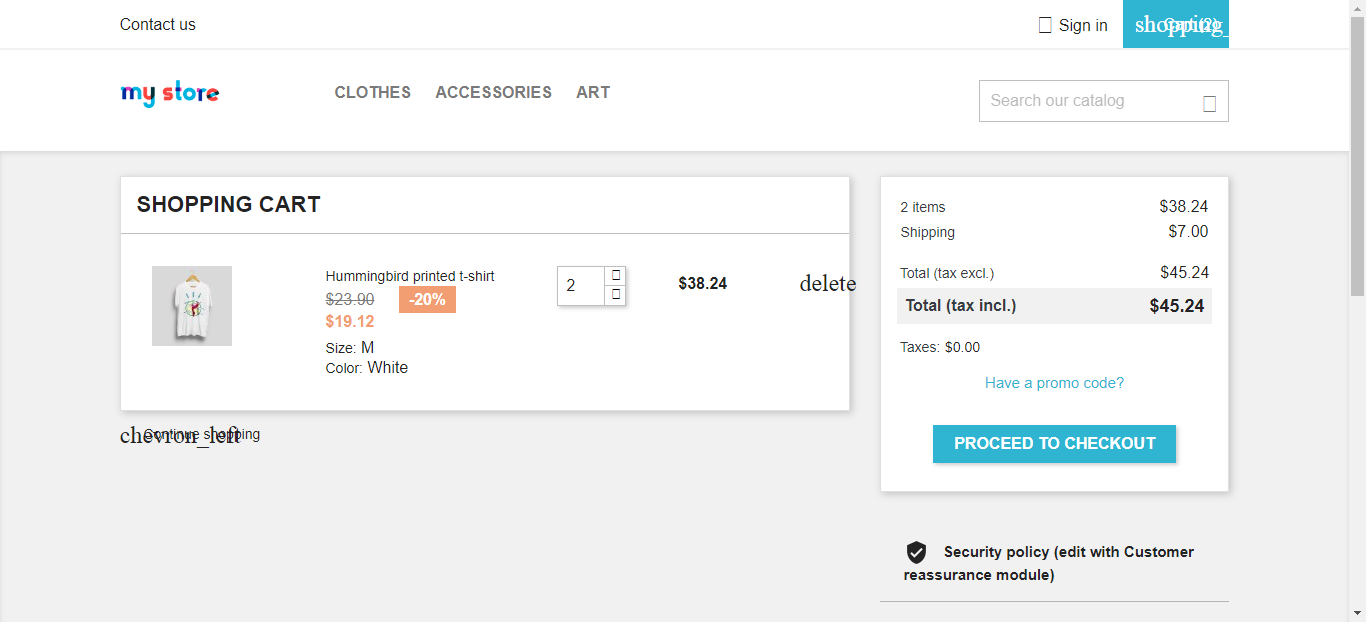 Contact us
Sign in
shopping_
Cart (2)
my store
CLOTHES
ACCESSORIES
ART
Search our catalog
SHOPPING CART
Hummingbird printed t-shirt
$23.90 -20%
$19.12
Size: M
Color: White
2
$38.24
delete
chevron_left
Continue shopping
2 items $38.24
Shipping $7.00
Total (tax excl.) $45.24
Total (tax incl.) $45.24
Taxes: $0.00
Have a promo code?
PROCEED TO CHECKOUT
Security policy (edit with Customer
reassurance module)